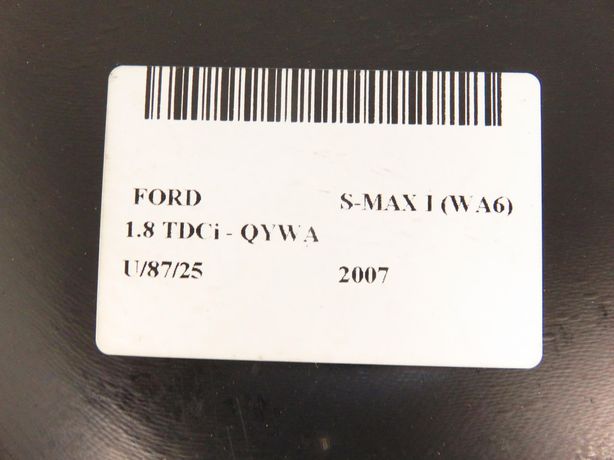 FORD S-MAX I (WA6)
1.8 TDCi - QYWA
U/87/25 2007